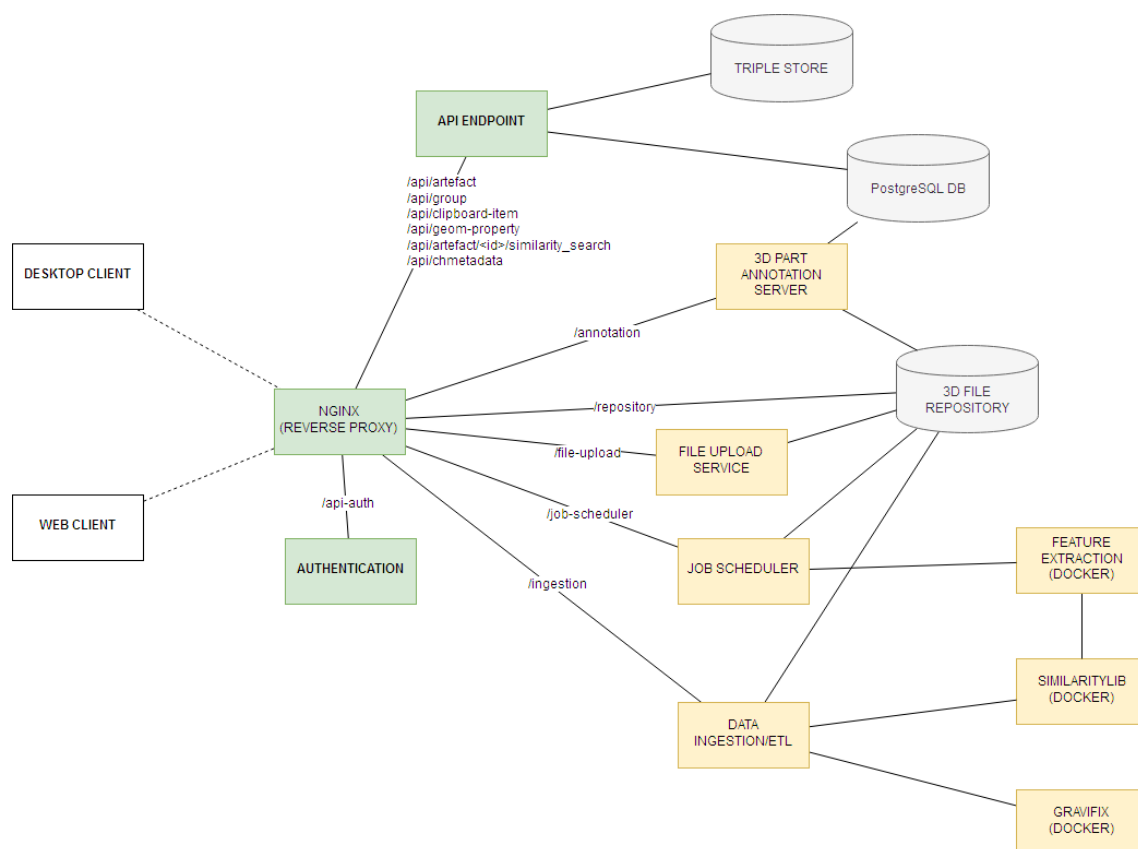 TRIPLE STORE
API ENDPOINT
/api/artefact
/api/group
/api/clipboard-item
/api/geom-property
/api/artefact/<id>/similarity_search
/api/chmetadata
PostgreSQL DB
DESKTOP CLIENT
3D PART
ANNOTATION
SERVER
/annotation
NGINX
(REVERSE PROXY)
/repository
3D FILE
REPOSITORY
/file-upload
FILE UPLOAD
SERVICE
WEB CLIENT
/api-auth
/job-scheduler
AUTHENTICATION
JOB SCHEDULER
FEATURE
EXTRACTION
(DOCKER)
/ingestion
SIMILARITYLIB
(DOCKER)
DATA
INGESTION/ETL
GRAVIFIX
(DOCKER)